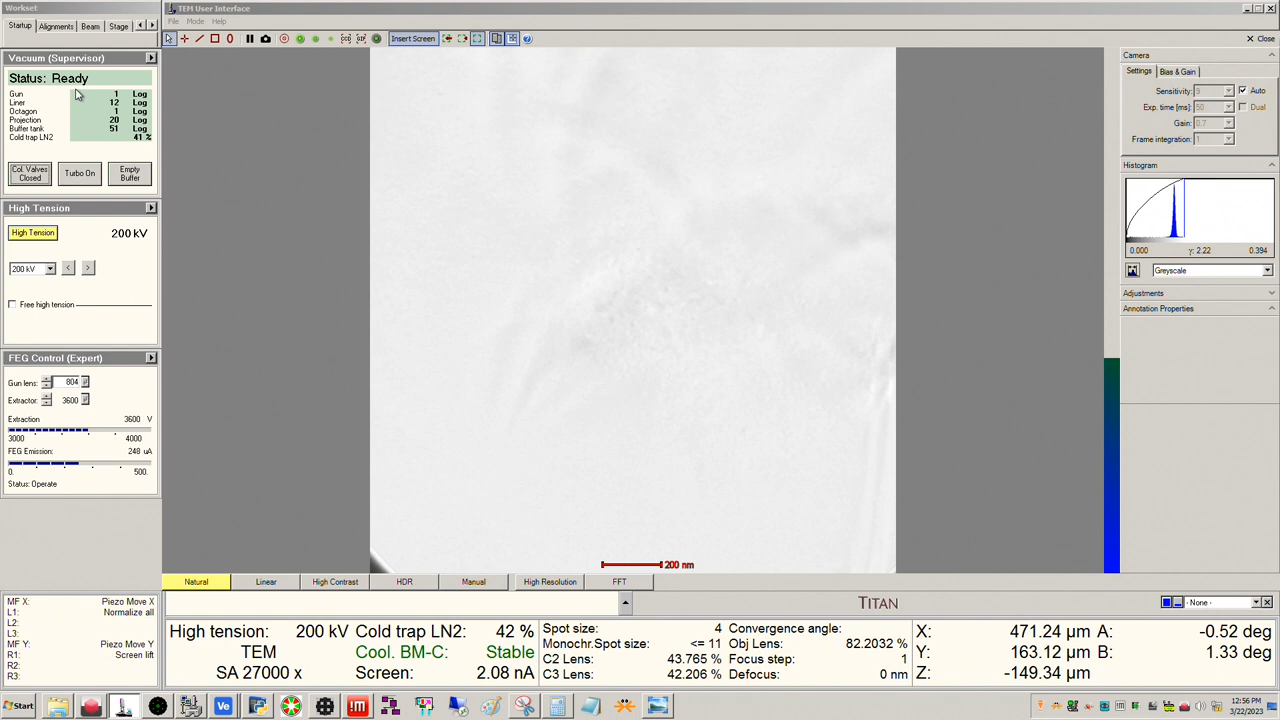 Workset
TEM User Interface
Startup Alignments Beam Stage
File Mode Help
Insert Screen
Close
Vacuum (Supervisor)
Status: Ready
Gun 1 Log
Liner 12 Log
Octagon 1 Log
Projection 20 Log
Buffer tank 51 Log
Cold trap LN2 41 %
Col. Valves Closed
Turbo On
Empty Buffer
High Tension
High Tension 200 kV
200 kV
Free high tension
FEG Control (Expert)
Gun lens: 804
Extractor: 3600
Extraction 3600 V
3000 4000
FEG Emission: 248 uA
0. 500.
Status: Operate
Camera
Settings Bias & Gain
Sensitivity: 9 Auto
Exp. time [ms]: 50 Dual
Gain: 0.7
Frame integration: 1
Histogram
0.000 γ: 2.22 0.394
Greyscale
Adjustments
Annotation Properties
200 nm
Natural Linear High Contrast HDR Manual High Resolution FFT
TITAN
- None -
MF X: Piezo Move X
L1: Normalize all
L2:
L3:
MF Y: Piezo Move Y
R1: Screen lift
R2:
R3:
High tension: 200 kV
TEM
SA 27000 x
Cold trap LN2: 42 %
Cool. BM-C: Stable
Screen: 2.08 nA
Spot size: 4
Monochr.Spot size: <= 11
C2 Lens: 43.765 %
C3 Lens: 42.206 %
Convergence angle:
Obj Lens: 82.2032 %
Focus step: 1
Defocus: 0 nm
X: 471.24 µm
Y: 163.12 µm
Z: -149.34 µm
A: -0.52 deg
B: 1.33 deg
Start
Ve
12:56 PM
3/22/2023